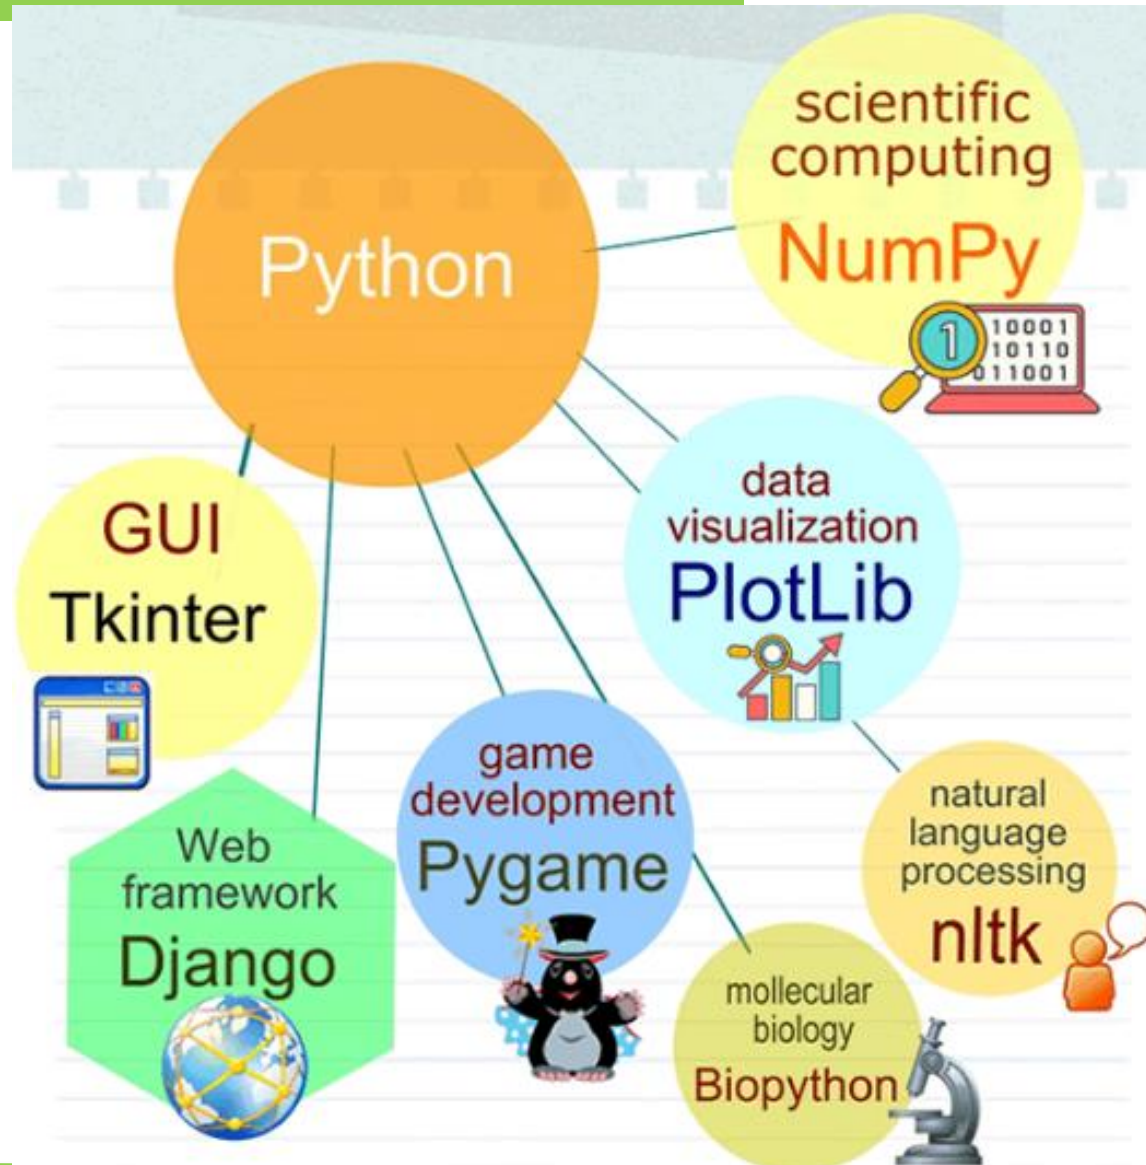 Python
scientific
computing
NumPy
1
10001
10110
011001
data
visualization
PlotLib
GUI
Tkinter
game
development
Pygame
natural
language
processing
nltk
Web
framework
Django
mollecular
biology
Biopython